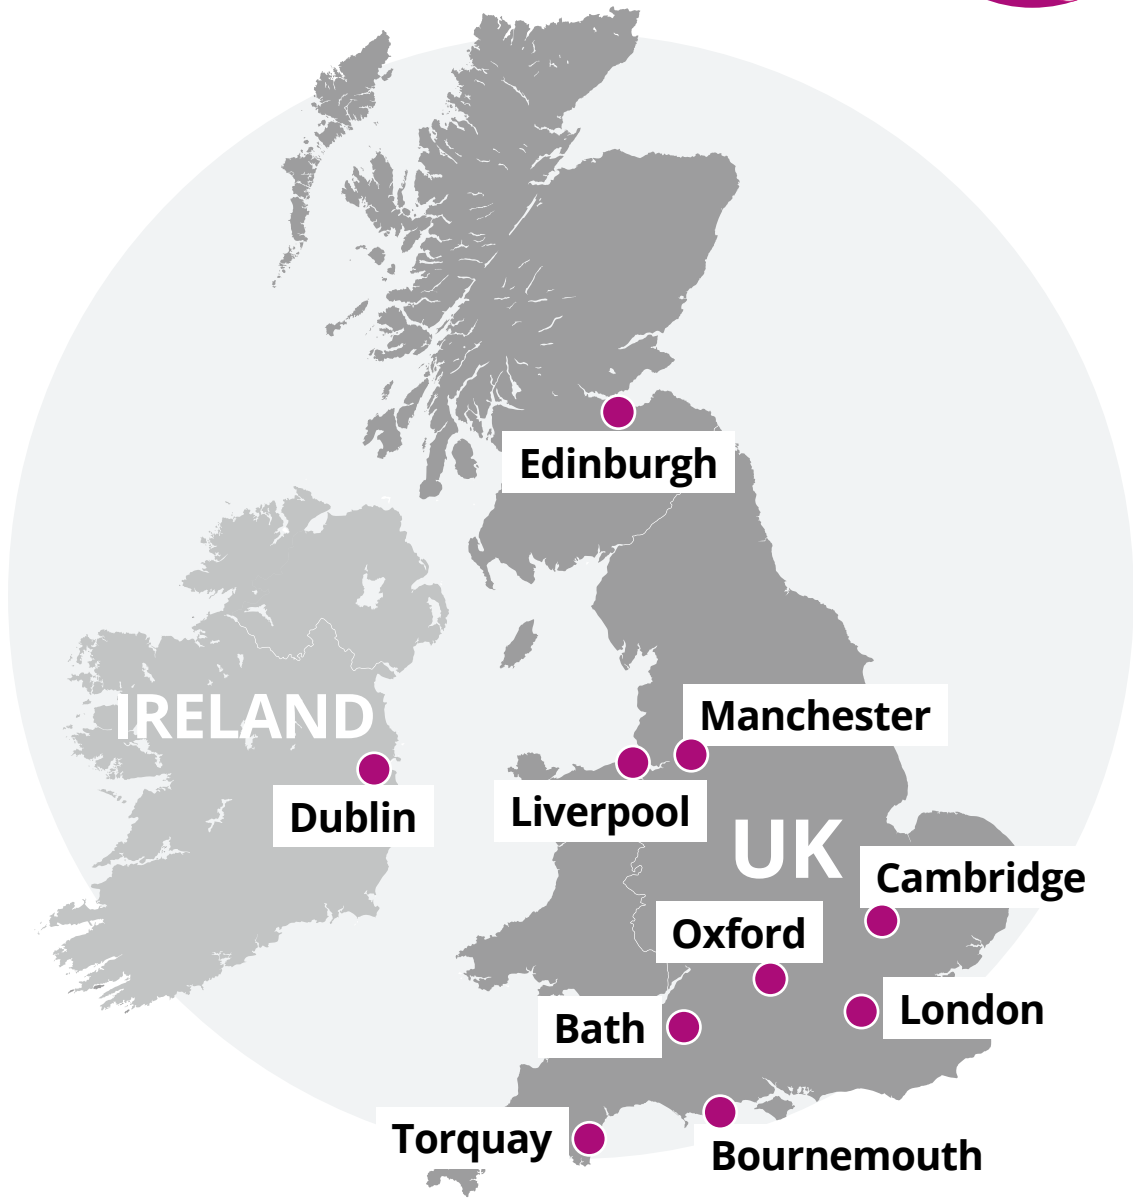 Edinburgh
IRELAND
Manchester
Dublin
Liverpool
UK
Cambridge
Oxford
London
Bath
Torquay
Bournemouth